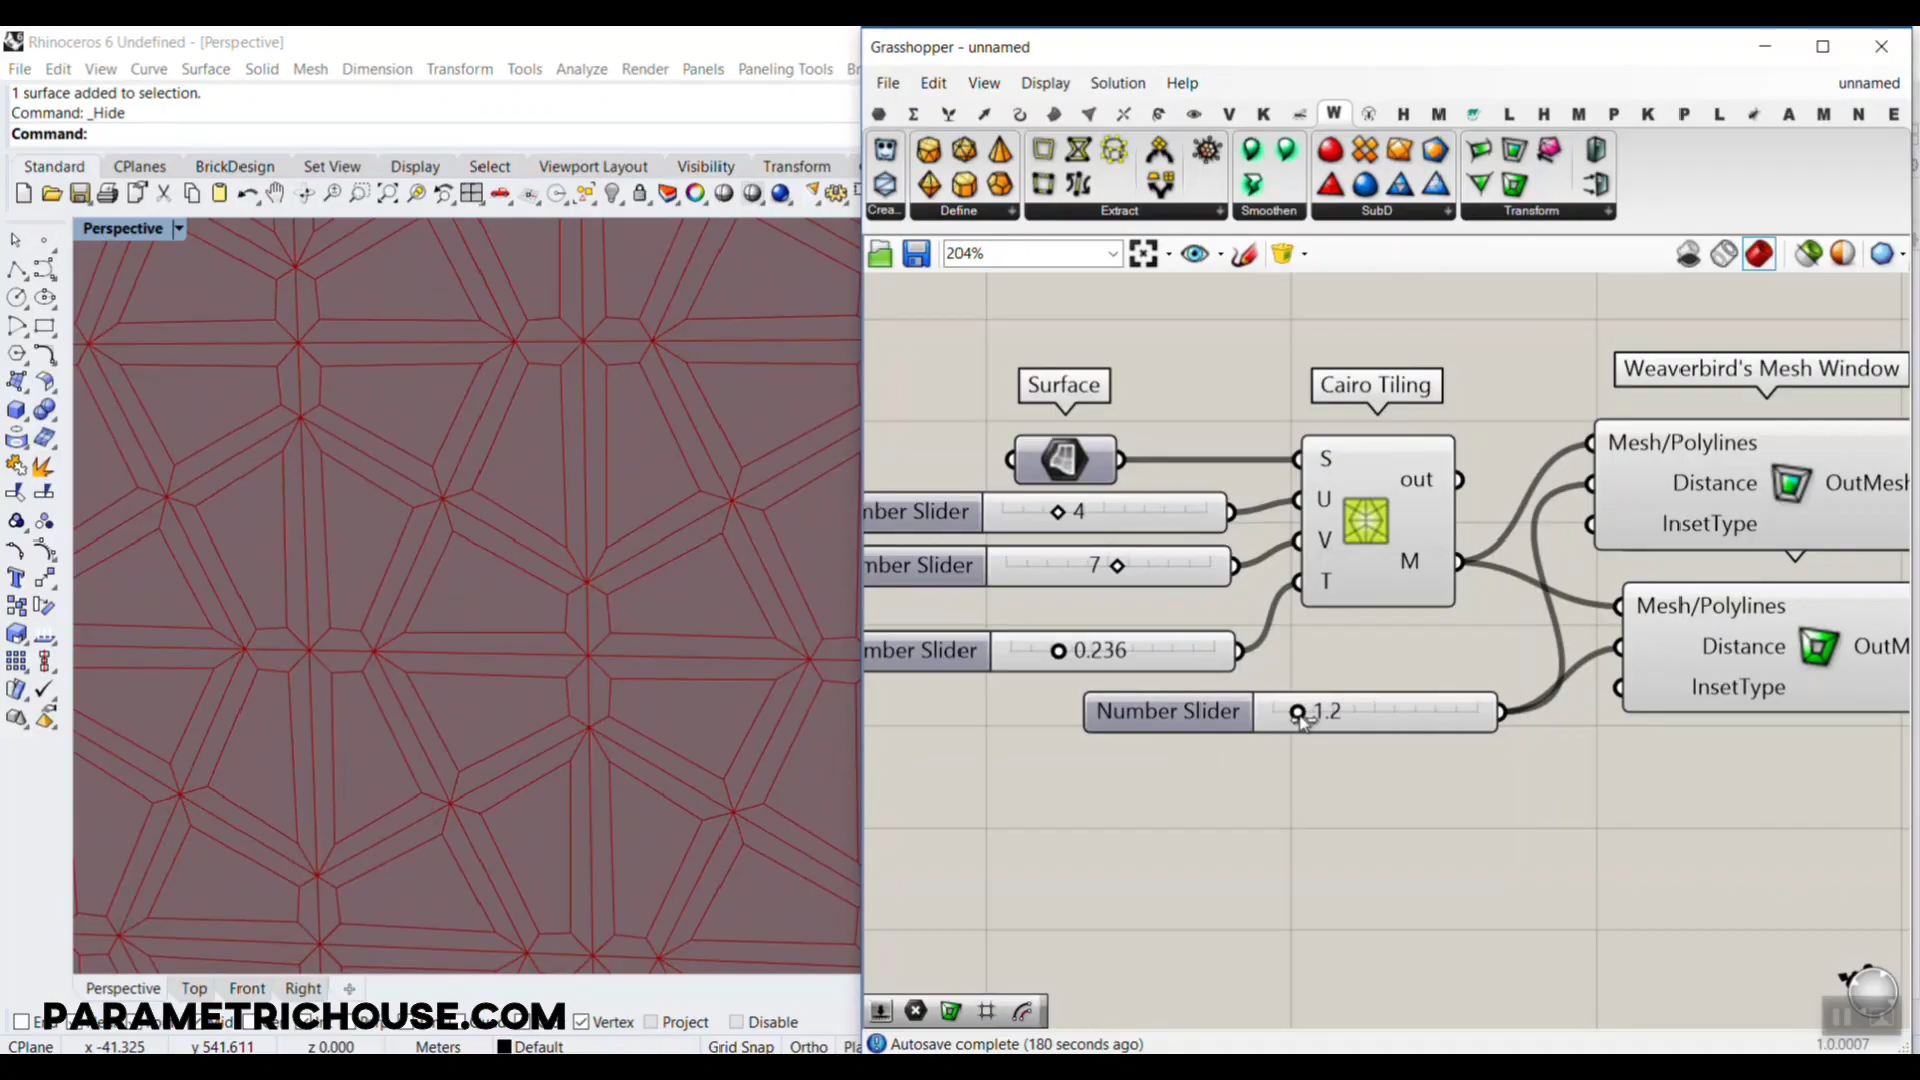 Rhinoceros 6 Undefined - [Perspective]
File Edit View Curve Surface Solid Mesh Dimension Transform Tools Analyze Render Panels Paneling Tools
1 surface added to selection.
Command: _Hide
Command:
Standard CPlanes BrickDesign Set View Display Select Viewport Layout Visibility Transform
Perspective
Perspective Top Front Right
PARAMETRICHOUSE.COM
Vertex Project Disable
CPlane x -41.325 y 541.611 z 0.000 Meters Default Grid Snap Ortho
Grasshopper - unnamed
File Edit View Display Solution Help unnamed
V K W H M L H M P K P L A M N E
Crea... Define Extract Smoothen SubD Transform
204%
Weaverbird's Mesh Window
Surface
Cairo Tiling
S
U
V
T
out
M
mber Slider 4
mber Slider 7
mber Slider 0.236
Number Slider 1.2
Mesh/Polylines
Distance
InsetType
OutMesh
Mesh/Polylines
Distance
InsetType
OutM
Autosave complete (180 seconds ago)
1.0.0007